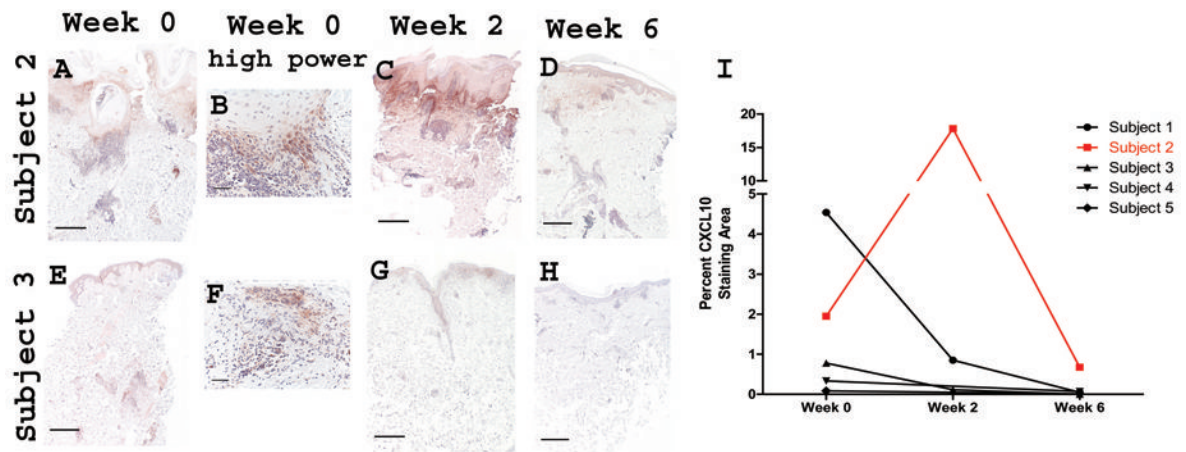 Week 0
Week 0
high power
Week 2
Week 6
Subject 2
A
B
C
D
Subject 3
E
F
G
H
I
Percent CXCL10
Staining Area
20
15
10
5
4
3
2
1
0
Week 0
Week 2
Week 6
Subject 1
Subject 2
Subject 3
Subject 4
Subject 5